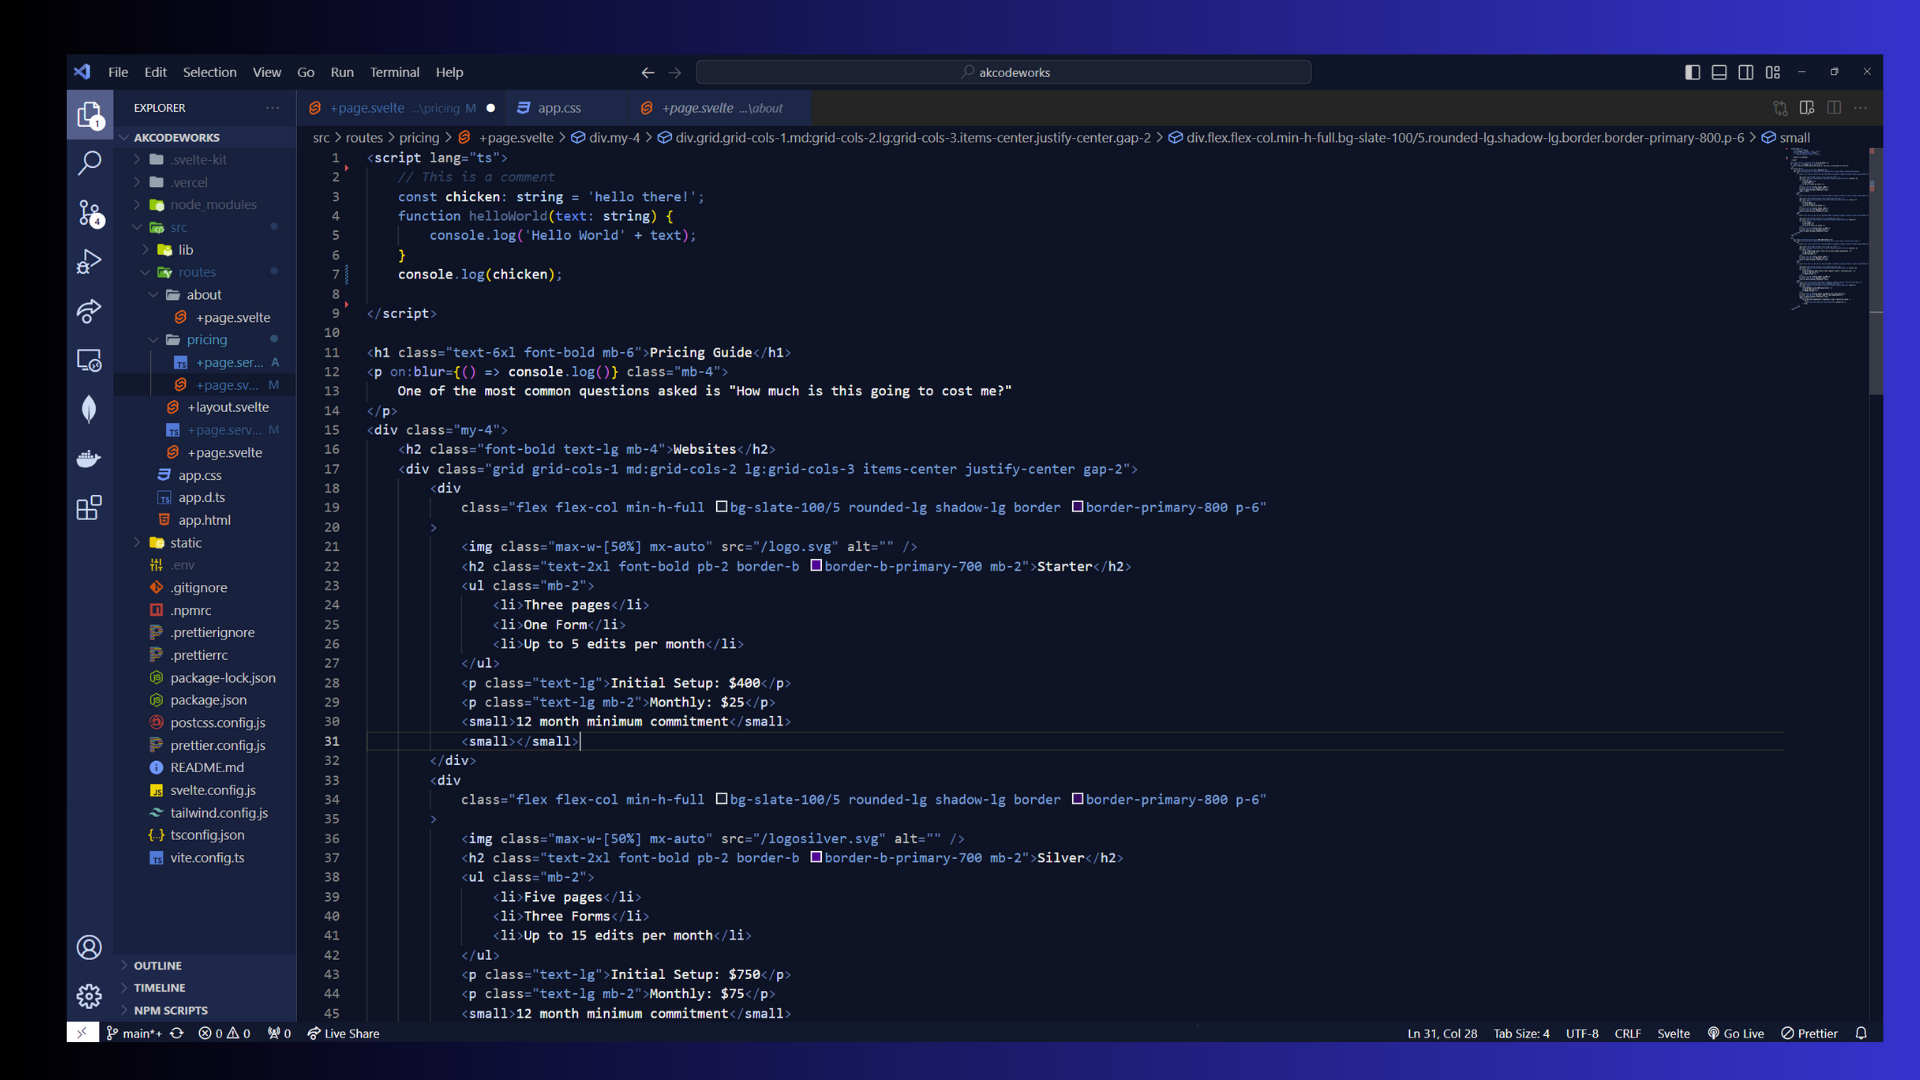 File Edit Selection View Go Run Terminal Help
akcodeworks
EXPLORER
+page.svelte ...\pricing M
app.css
+page.svelte ...\about
AKCODEWORKS
src > routes > pricing > +page.svelte > div.my-4 > div.grid.grid-cols-1.md:grid-cols-2.lg:grid-cols-3.items-center.justify-center.gap-2 > div.flex.flex-col.min-h-full.bg-slate-100/5.rounded-lg.shadow-lg.border.border-primary-800.p-6 > small
1
4
.svelte-kit
.vercel
node_modules
src
lib
routes
about
+page.svelte
pricing
+page.ser... A
+page.sv... M
+layout.svelte
+page.serv... M
+page.svelte
app.css
app.d.ts
app.html
static
.env
.gitignore
.npmrc
.prettierignore
.prettierrc
package-lock.json
package.json
postcss.config.js
prettier.config.js
README.md
svelte.config.js
tailwind.config.js
tsconfig.json
vite.config.ts
OUTLINE
TIMELINE
NPM SCRIPTS
1 <script lang="ts">
2 // This is a comment
3 const chicken: string = 'hello there!';
4 function helloWorld(text: string) {
5 console.log('Hello World' + text);
6 }
7 console.log(chicken);
8
9 </script>
10
11 <h1 class="text-6xl font-bold mb-6">Pricing Guide</h1>
12 <p on:blur={() => console.log()} class="mb-4">
13 One of the most common questions asked is "How much is this going to cost me?"
14 </p>
15 <div class="my-4">
16 <h2 class="font-bold text-lg mb-4">Websites</h2>
17 <div class="grid grid-cols-1 md:grid-cols-2 lg:grid-cols-3 items-center justify-center gap-2">
18 <div
19 class="flex flex-col min-h-full bg-slate-100/5 rounded-lg shadow-lg border border-primary-800 p-6"
20 >
21 <img class="max-w-[50%] mx-auto" src="/logo.svg" alt="" />
22 <h2 class="text-2xl font-bold pb-2 border-b border-b-primary-700 mb-2">Starter</h2>
23 <ul class="mb-2">
24 <li>Three pages</li>
25 <li>One Form</li>
26 <li>Up to 5 edits per month</li>
27 </ul>
28 <p class="text-lg">Initial Setup: $400</p>
29 <p class="text-lg mb-2">Monthly: $25</p>
30 <small>12 month minimum commitment</small>
31 <small></small>
32 </div>
33 <div
34 class="flex flex-col min-h-full bg-slate-100/5 rounded-lg shadow-lg border border-primary-800 p-6"
35 >
36 <img class="max-w-[50%] mx-auto" src="/logosilver.svg" alt="" />
37 <h2 class="text-2xl font-bold pb-2 border-b border-b-primary-700 mb-2">Silver</h2>
38 <ul class="mb-2">
39 <li>Five pages</li>
40 <li>Three Forms</li>
41 <li>Up to 15 edits per month</li>
42 </ul>
43 <p class="text-lg">Initial Setup: $750</p>
44 <p class="text-lg mb-2">Monthly: $75</p>
45 <small>12 month minimum commitment</small>
main*+ 0 0 0 Live Share
Ln 31, Col 28 Tab Size: 4 UTF-8 CRLF Svelte Go Live Prettier